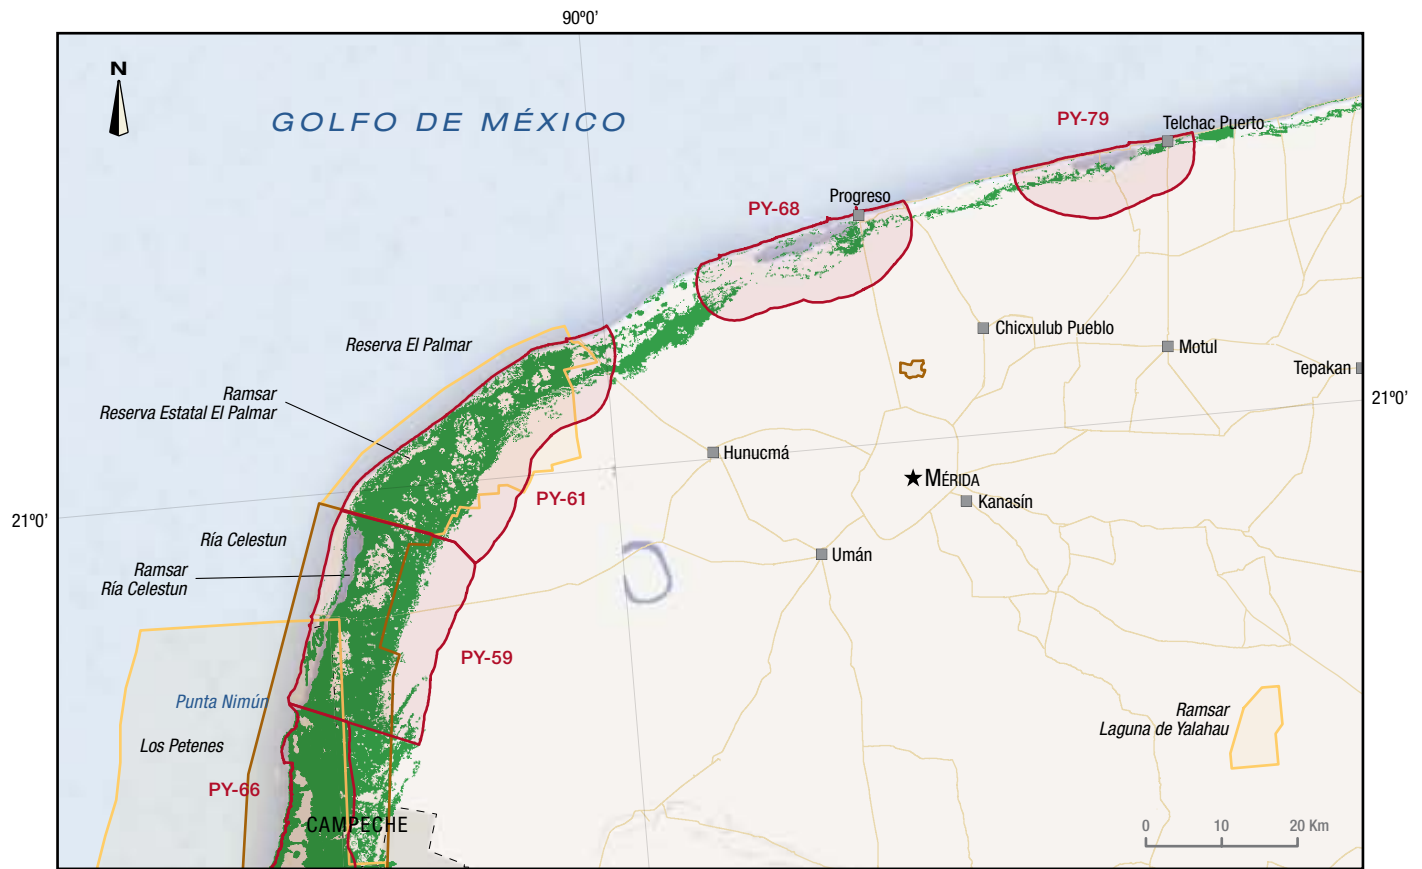 90º0'
N
GOLFO DE MÉXICO
PY-79
Telchac Puerto
Progreso
PY-68
Chicxulub Pueblo
Reserva El Palmar
Motul
Tepakan
Ramsar
Reserva Estatal El Palmar
21º0'
Hunucmá
MÉRIDA
PY-61
Kanasín
21º0'
Ría Celestun
Umán
Ramsar
Ría Celestun
PY-59
Punta Nimún
Ramsar
Laguna de Yalahau
Los Petenes
PY-66
CAMPECHE
0 10 20 Km